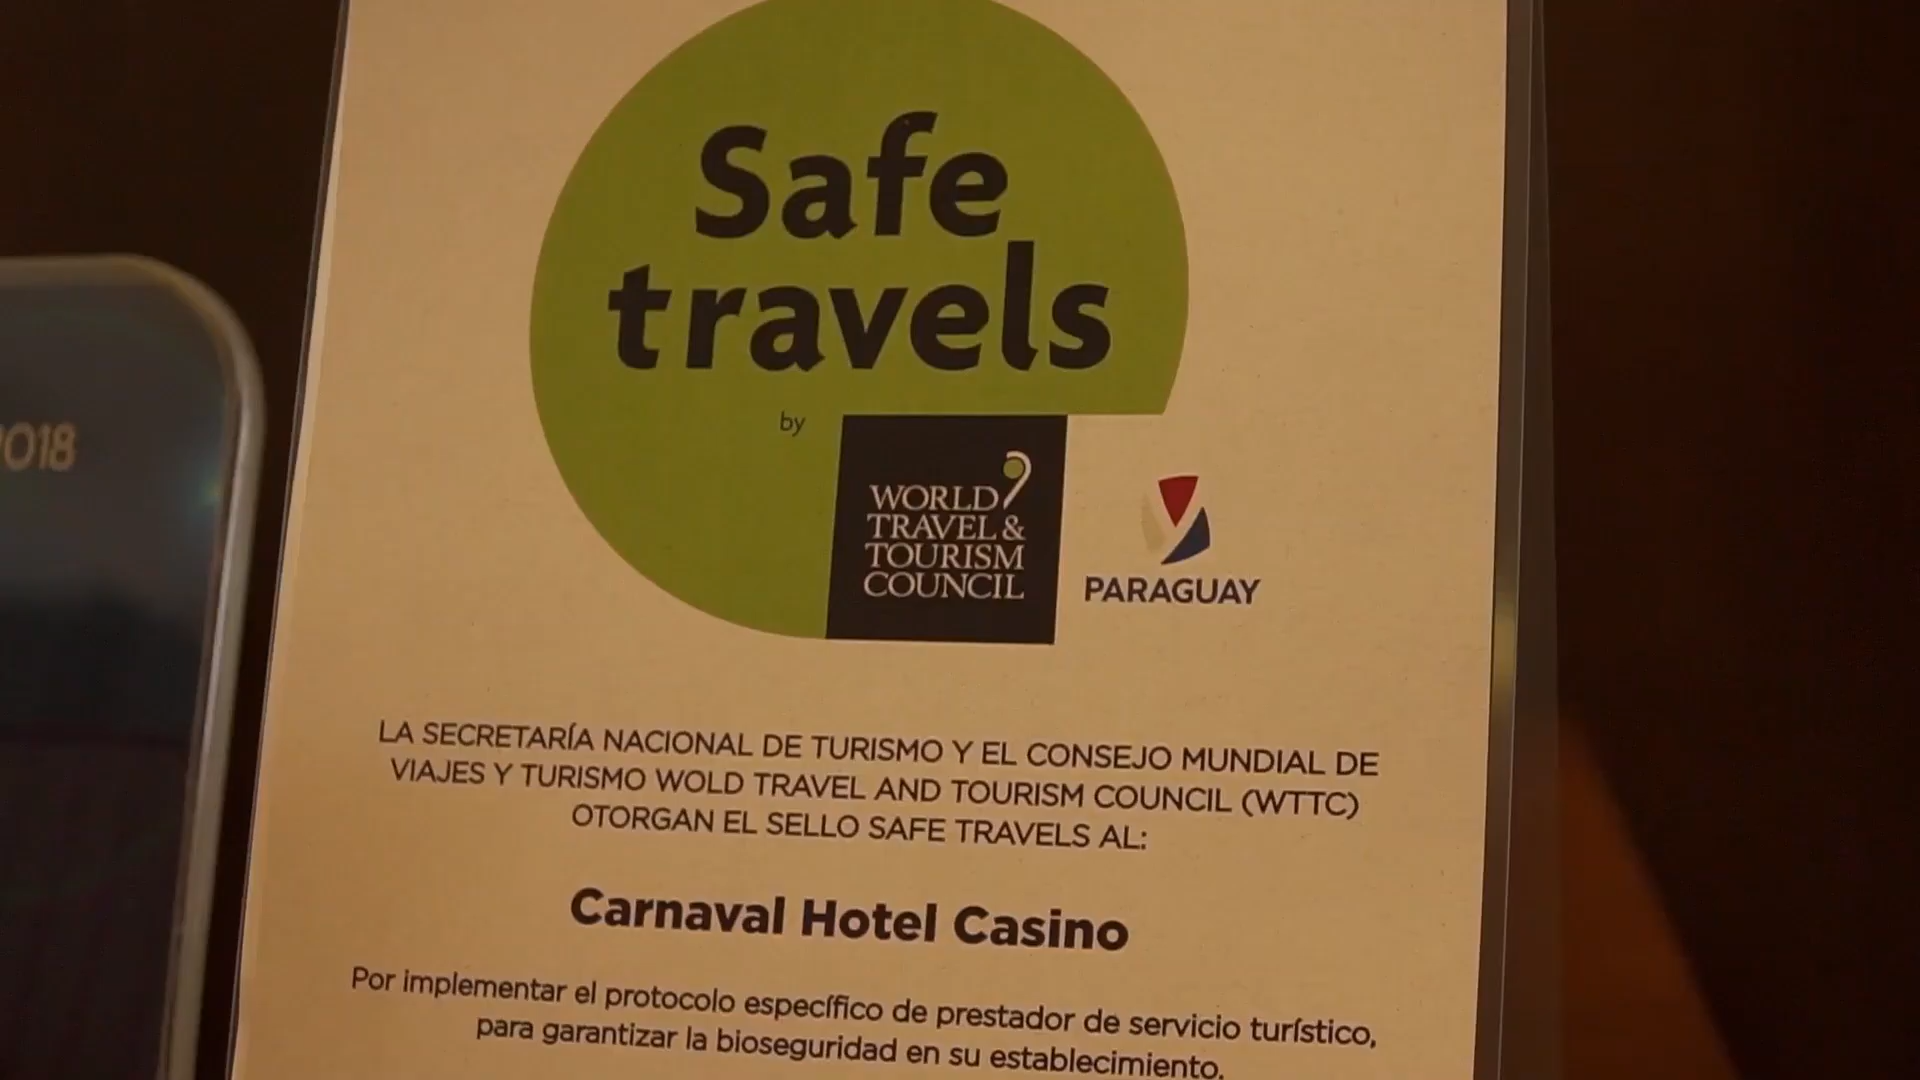 Safe
travels
by
WORLD
TRAVEL &
TOURISM
COUNCIL
PARAGUAY
2018
LA SECRETARÍA NACIONAL DE TURISMO Y EL CONSEJO MUNDIAL DE
VIAJES Y TURISMO WOLD TRAVEL AND TOURISM COUNCIL (WTTC)
OTORGAN EL SELLO SAFE TRAVELS AL:
Carnaval Hotel Casino
Por implementar el protocolo específico de prestador de servicio turístico,
para garantizar la bioseguridad en su establecimiento.